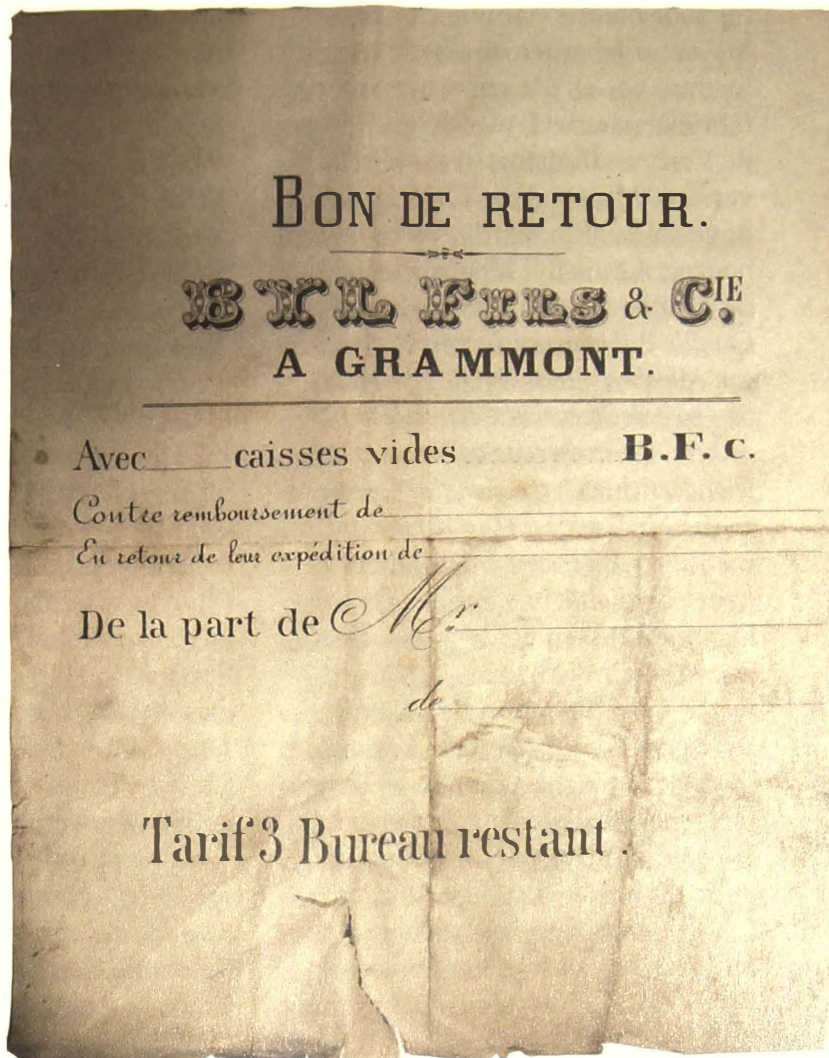 BON DE RETOUR.
BYL FILS & CIE.
A GRAMMONT.
Avec caisses vides B.F. c.
Contre remboursement de
En retour de leur expédition de
De la part de Mr.
de
Tarif 3 Bureau restant.